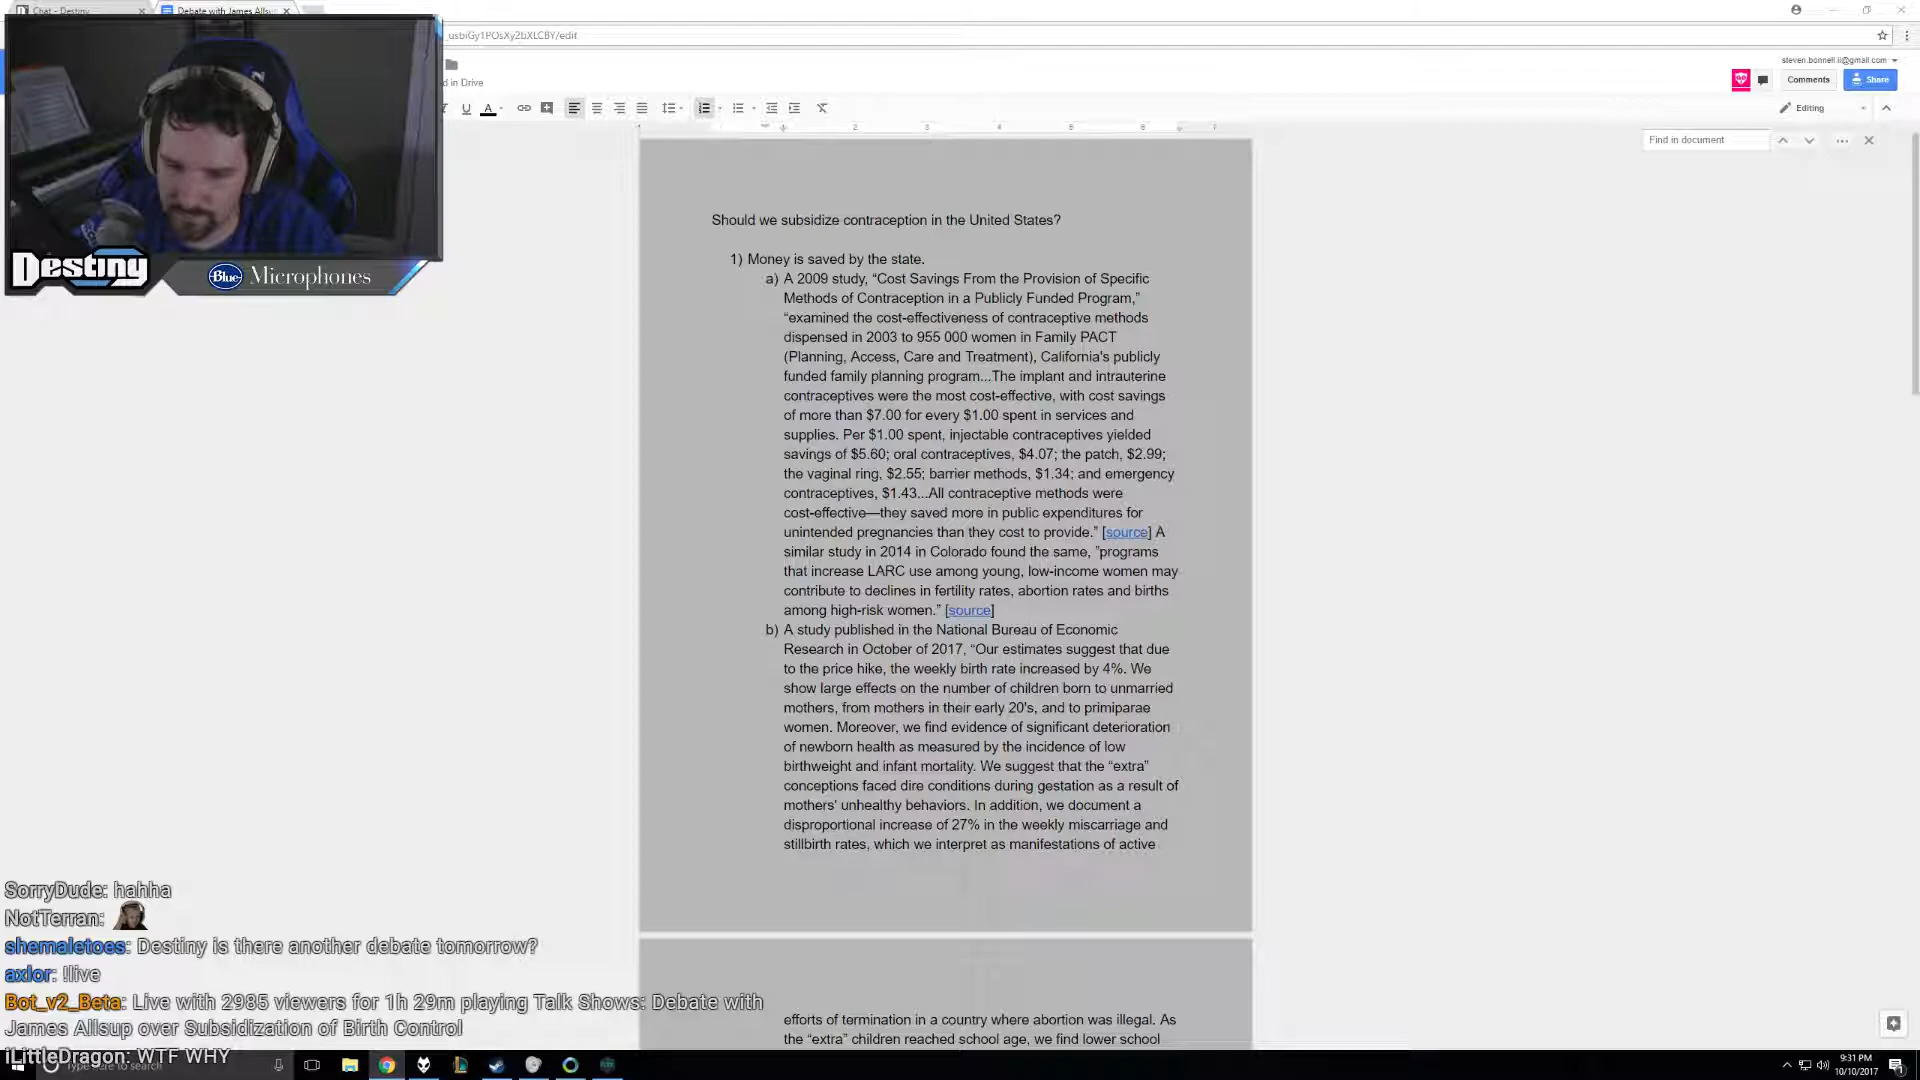 Chat - Destiny
Debate with James Allsup
_usbiGy1POsXy2bXLCBY/edit
steven.bonnell.ii@gmail.com
d in Drive
Comments
Share
Editing
2 3 4 5 6 7
Find in document
Destiny
Blue Microphones
Should we subsidize contraception in the United States?
1) Money is saved by the state.
a) A 2009 study, “Cost Savings From the Provision of Specific
Methods of Contraception in a Publicly Funded Program,”
“examined the cost-effectiveness of contraceptive methods
dispensed in 2003 to 955 000 women in Family PACT
(Planning, Access, Care and Treatment), California's publicly
funded family planning program...The implant and intrauterine
contraceptives were the most cost-effective, with cost savings
of more than $7.00 for every $1.00 spent in services and
supplies. Per $1.00 spent, injectable contraceptives yielded
savings of $5.60; oral contraceptives, $4.07; the patch, $2.99;
the vaginal ring, $2.55; barrier methods, $1.34; and emergency
contraceptives, $1.43...All contraceptive methods were
cost-effective—they saved more in public expenditures for
unintended pregnancies than they cost to provide.” [source] A
similar study in 2014 in Colorado found the same, ”programs
that increase LARC use among young, low-income women may
contribute to declines in fertility rates, abortion rates and births
among high-risk women.” [source]
b) A study published in the National Bureau of Economic
Research in October of 2017, “Our estimates suggest that due
to the price hike, the weekly birth rate increased by 4%. We
show large effects on the number of children born to unmarried
mothers, from mothers in their early 20's, and to primiparae
women. Moreover, we find evidence of significant deterioration
of newborn health as measured by the incidence of low
birthweight and infant mortality. We suggest that the “extra”
conceptions faced dire conditions during gestation as a result of
mothers' unhealthy behaviors. In addition, we document a
disproportional increase of 27% in the weekly miscarriage and
stillbirth rates, which we interpret as manifestations of active
efforts of termination in a country where abortion was illegal. As
the “extra” children reached school age, we find lower school
SorryDude: hahha
NotTerran:
shemaletoes: Destiny is there another debate tomorrow?
axlor: !live
Bot_v2_Beta: Live with 2985 viewers for 1h 29m playing Talk Shows: Debate with
James Allsup over Subsidization of Birth Control
iLittleDragon: WTF WHY
Type here to search
9:31 PM
10/10/2017